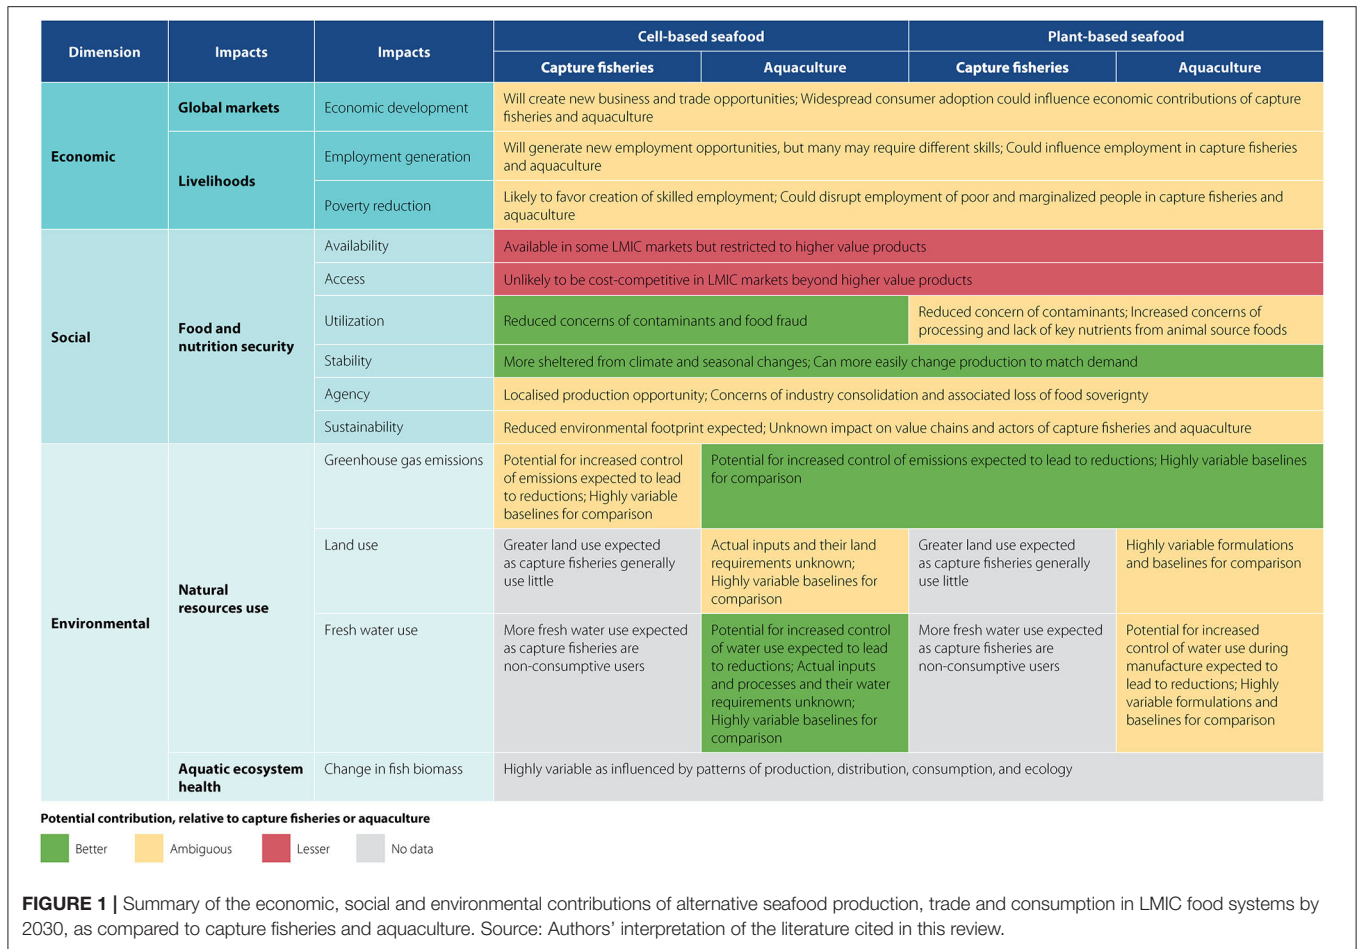 Dimension
Impacts
Impacts
Cell-based seafood
Plant-based seafood
Capture fisheries
Aquaculture
Capture fisheries
Aquaculture
Economic
Global markets
Economic development
Will create new business and trade opportunities; Widespread consumer adoption could influence economic contributions of capture
fisheries and aquaculture
Livelihoods
Employment generation
Will generate new employment opportunities, but many may require different skills; Could influence employment in capture fisheries
and aquaculture
Poverty reduction
Likely to favor creation of skilled employment; Could disrupt employment of poor and marginalized people in capture fisheries and
aquaculture
Social
Food and
nutrition security
Availability
Available in some LMIC markets but restricted to higher value products
Access
Unlikely to be cost-competitive in LMIC markets beyond higher value products
Utilization
Reduced concerns of contaminants and food fraud
Reduced concern of contaminants; Increased concerns of
processing and lack of key nutrients from animal source foods
Stability
More sheltered from climate and seasonal changes; Can more easily change production to match demand
Agency
Localised production opportunity; Concerns of industry consolidation and associated loss of food soverignty
Sustainability
Reduced environmental footprint expected; Unknown impact on value chains and actors of capture fisheries and aquaculture
Environmental
Natural
resources use
Greenhouse gas emissions
Potential for increased control
of emissions expected to lead
to reductions; Highly variable
baselines for comparison
Potential for increased control of emissions expected to lead to reductions; Highly variable baselines
for comparison
Land use
Greater land use expected
as capture fisheries generally
use little
Actual inputs and their land
requirements unknown;
Highly variable baselines for
comparison
Greater land use expected
as capture fisheries generally
use little
Highly variable formulations
and baselines for comparison
Fresh water use
More fresh water use expected
as capture fisheries are
non-consumptive users
Potential for increased control
of water use expected to lead
to reductions; Actual inputs
and processes and their water
requirements unknown;
Highly variable baselines for
comparison
More fresh water use expected
as capture fisheries are
non-consumptive users
Potential for increased
control of water use during
manufacture expected to
lead to reductions; Highly
variable formulations and
baselines for comparison
Aquatic ecosystem
health
Change in fish biomass
Highly variable as influenced by patterns of production, distribution, consumption, and ecology
Potential contribution, relative to capture fisheries or aquaculture
Better
Ambiguous
Lesser
No data
FIGURE 1 | Summary of the economic, social and environmental contributions of alternative seafood production, trade and consumption in LMIC food systems by
2030, as compared to capture fisheries and aquaculture. Source: Authors' interpretation of the literature cited in this review.